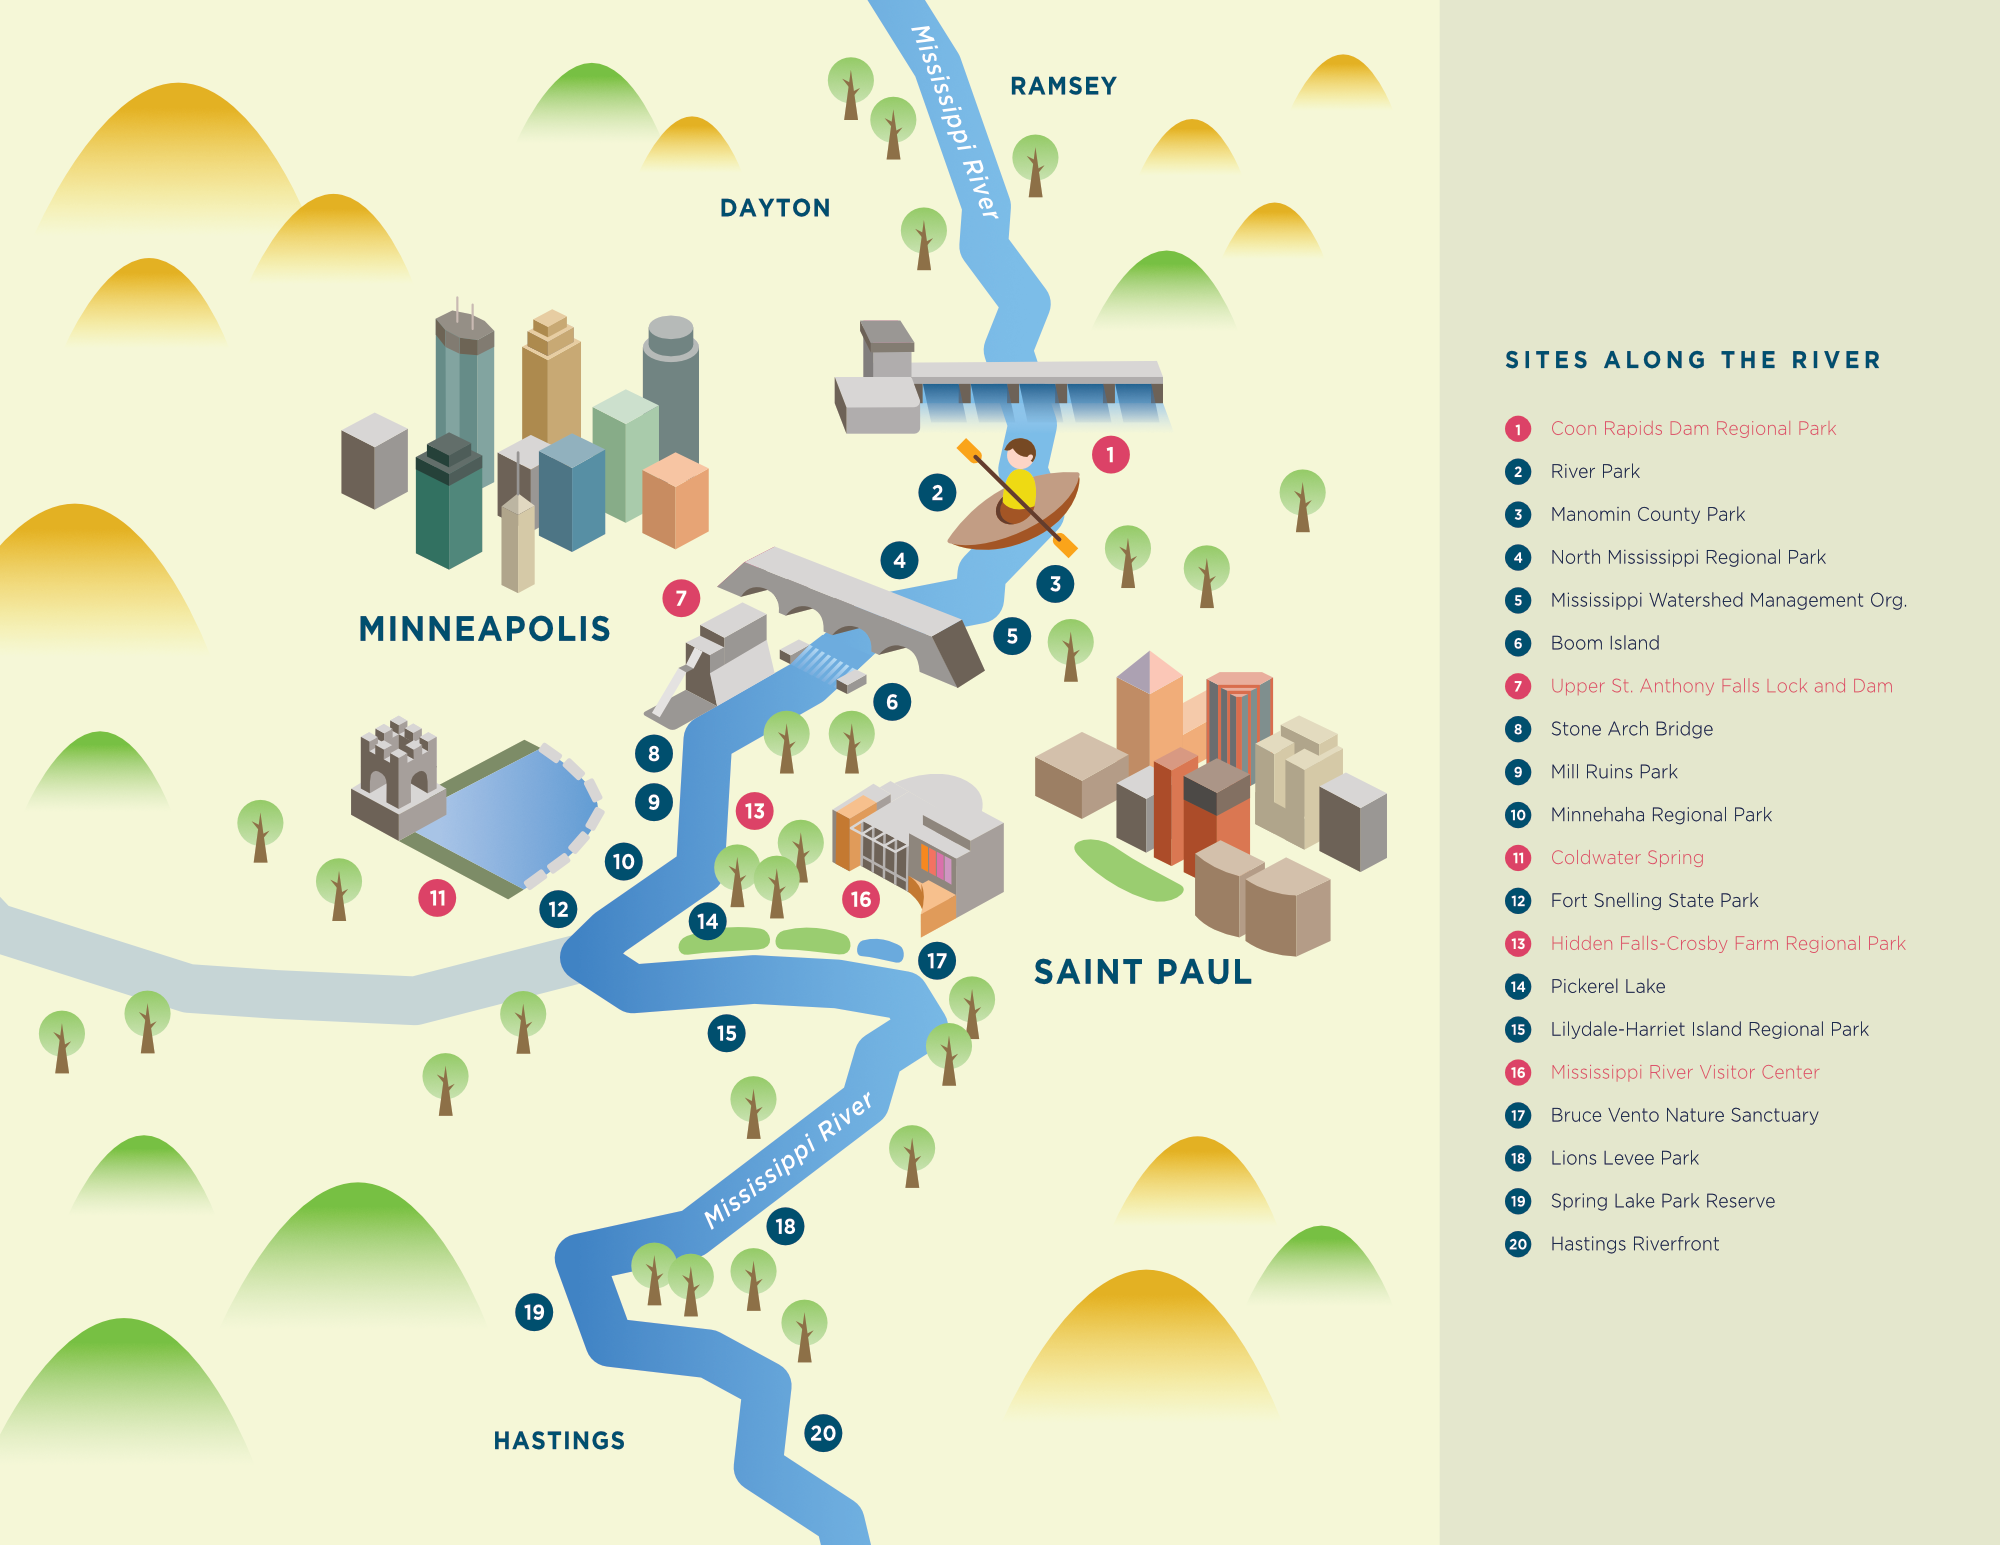 Mississippi River
RAMSEY
DAYTON
1
2
4
3
7
MINNEAPOLIS
5
6
8
9
13
10
11
16
12
14
17
SAINT PAUL
15
Mississippi River
18
19
20
HASTINGS
SITES ALONG THE RIVER
1 Coon Rapids Dam Regional Park
2 River Park
3 Manomin County Park
4 North Mississippi Regional Park
5 Mississippi Watershed Management Org.
6 Boom Island
7 Upper St. Anthony Falls Lock and Dam
8 Stone Arch Bridge
9 Mill Ruins Park
10 Minnehaha Regional Park
11 Coldwater Spring
12 Fort Snelling State Park
13 Hidden Falls-Crosby Farm Regional Park
14 Pickerel Lake
15 Lilydale-Harriet Island Regional Park
16 Mississippi River Visitor Center
17 Bruce Vento Nature Sanctuary
18 Lions Levee Park
19 Spring Lake Park Reserve
20 Hastings Riverfront